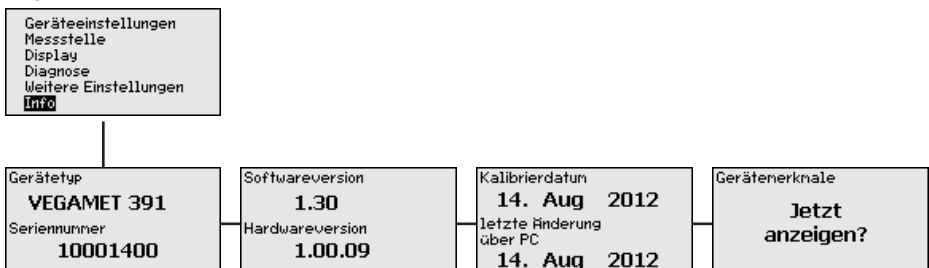 Geräteeinstellungen
Messstelle
Display
Diagnose
Weitere Einstellungen
Info
Gerätetyp
VEGAMET 391
Seriennummer
10001400
Softwareversion
1.30
Hardwareversion
1.00.09
Kalibrierdatum
14. Aug 2012
letzte Änderung
über PC
14. Aug 2012
Gerätemerkmale
Jetzt
anzeigen?